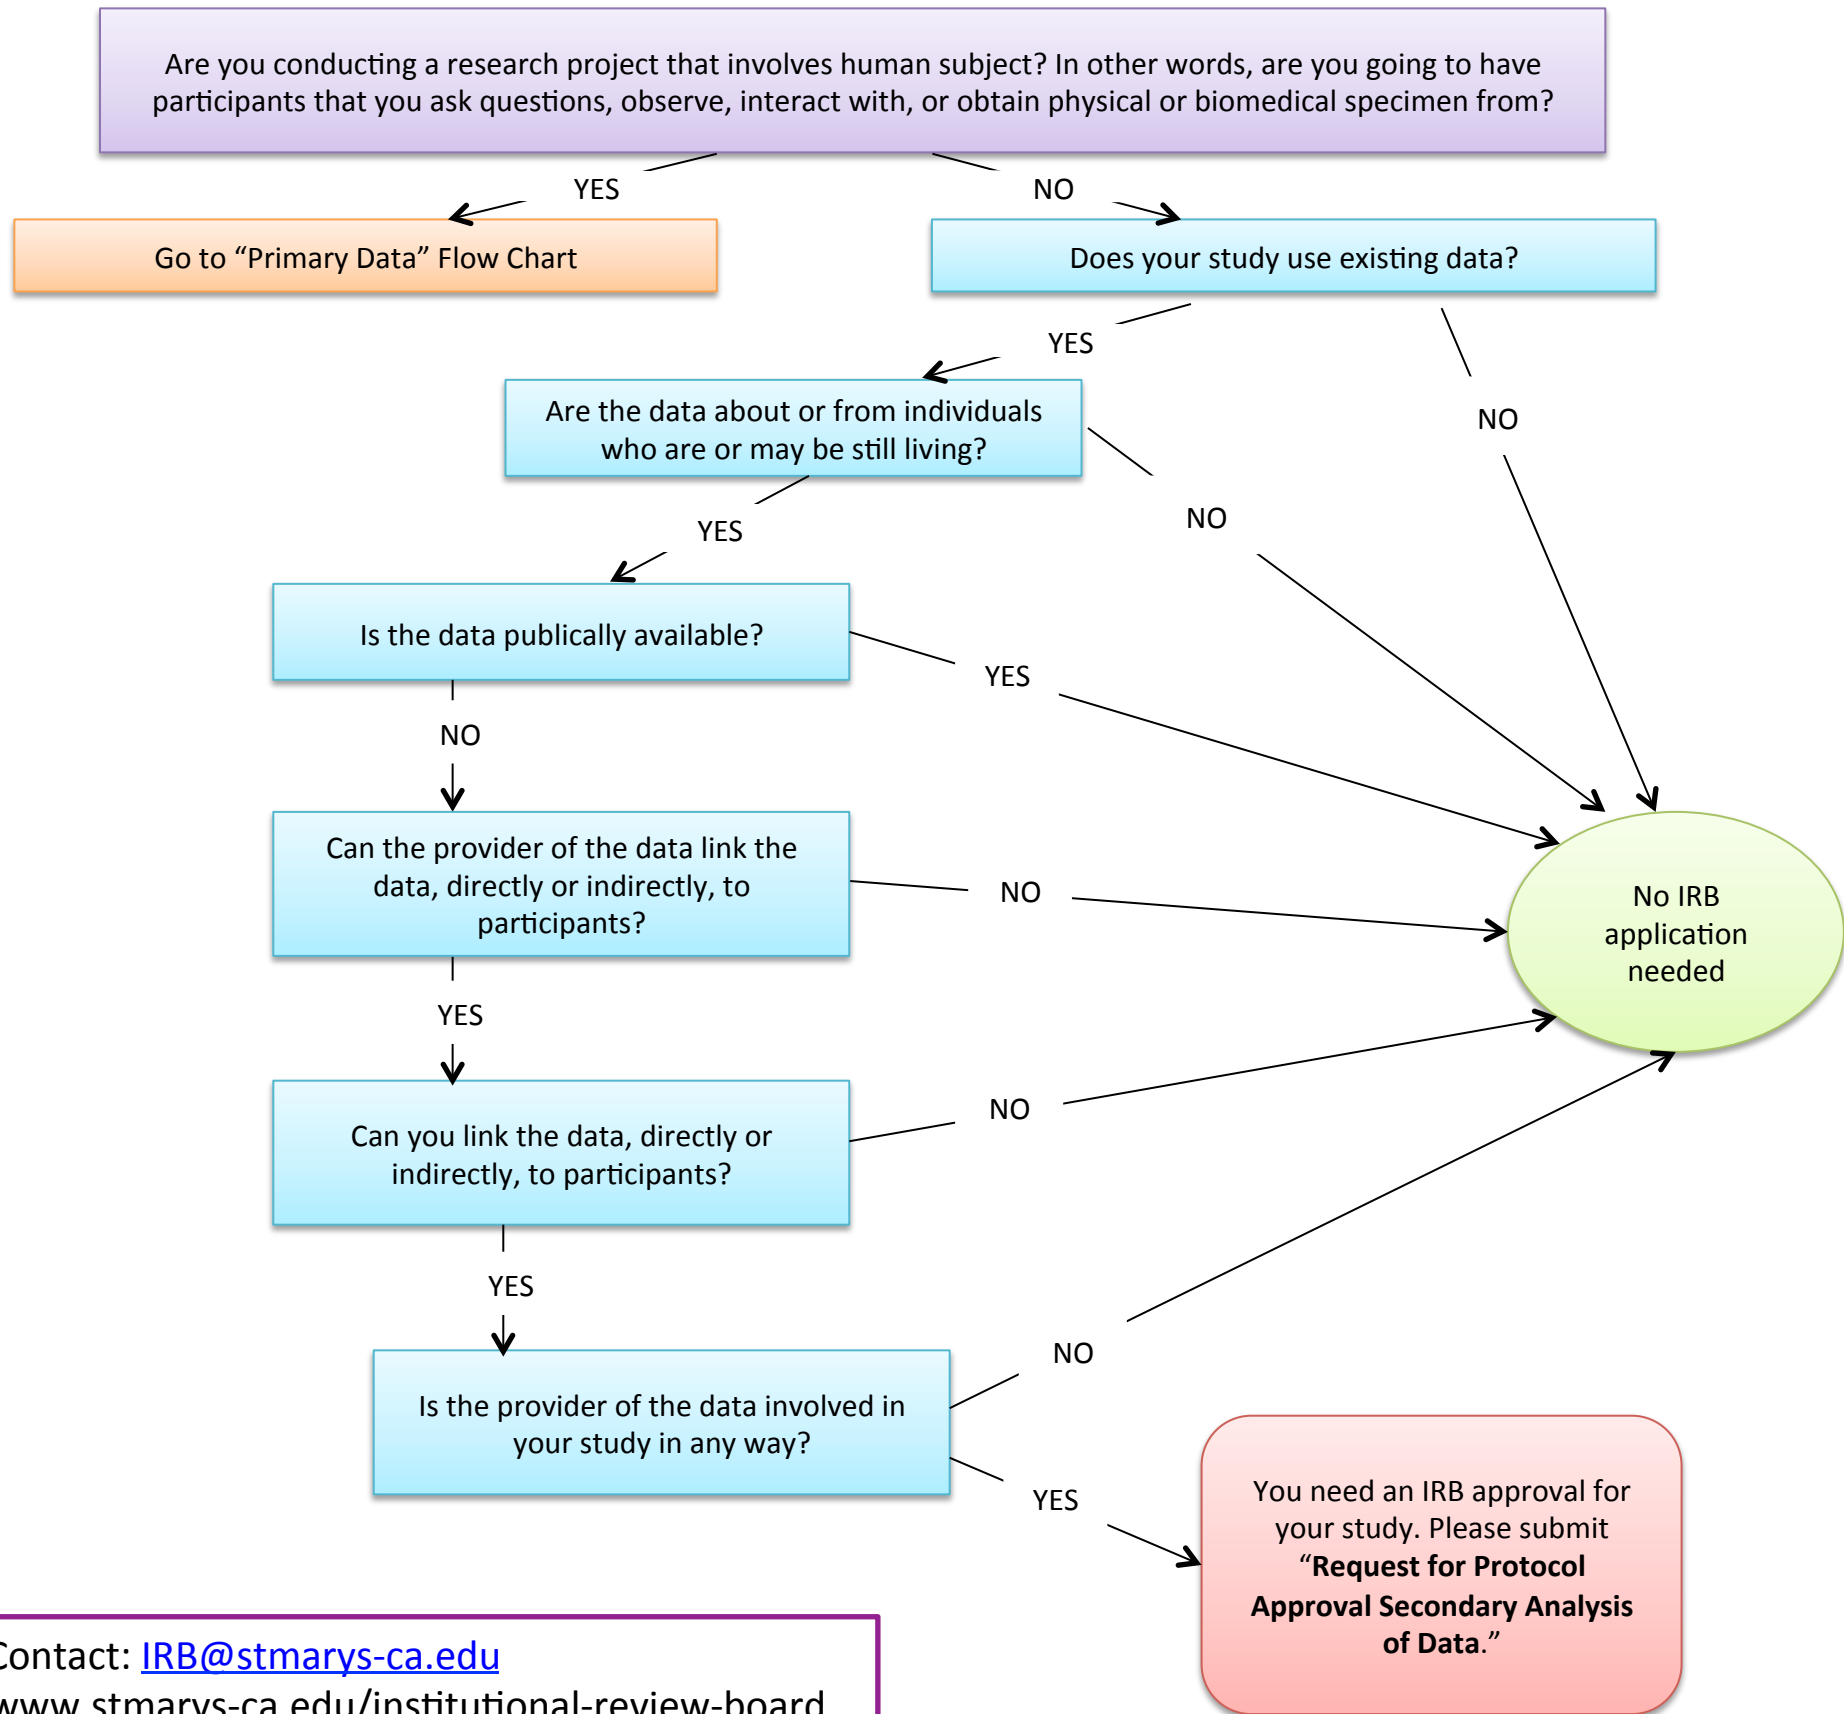 Are you conducting a research project that involves human subject? In other words, are you going to have
participants that you ask questions, observe, interact with, or obtain physical or biomedical specimen from?
YES
NO
Go to “Primary Data” Flow Chart
Does your study use existing data?
YES
NO
Are the data about or from individuals
who are or may be still living?
NO
YES
Is the data publically available?
YES
NO
Can the provider of the data link the
data, directly or indirectly, to
participants?
NO
No IRB
application
needed
YES
Can you link the data, directly or
indirectly, to participants?
NO
YES
Is the provider of the data involved in
your study in any way?
NO
YES
You need an IRB approval for
your study. Please submit
“Request for Protocol
Approval Secondary Analysis
of Data.”
Contact: IRB@stmarys-ca.edu
www.stmarys-ca.edu/institutional-review-board